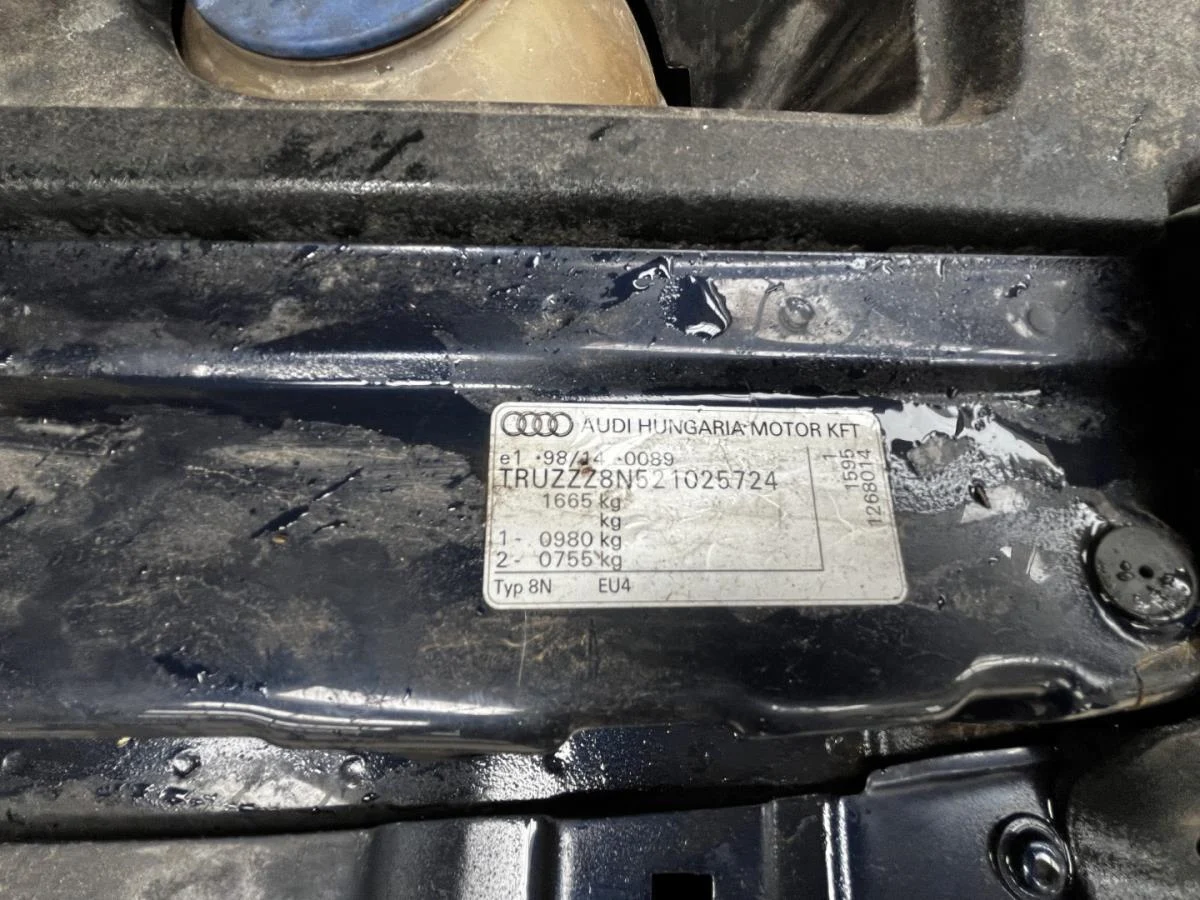 AUDI HUNGARIA MOTOR KFT
e1 *98/14 *0089
TRUZZZ8N521025724
1665 kg
kg
1- 0980 kg
2- 0755 kg
Typ 8N EU4
1
1595
1268014